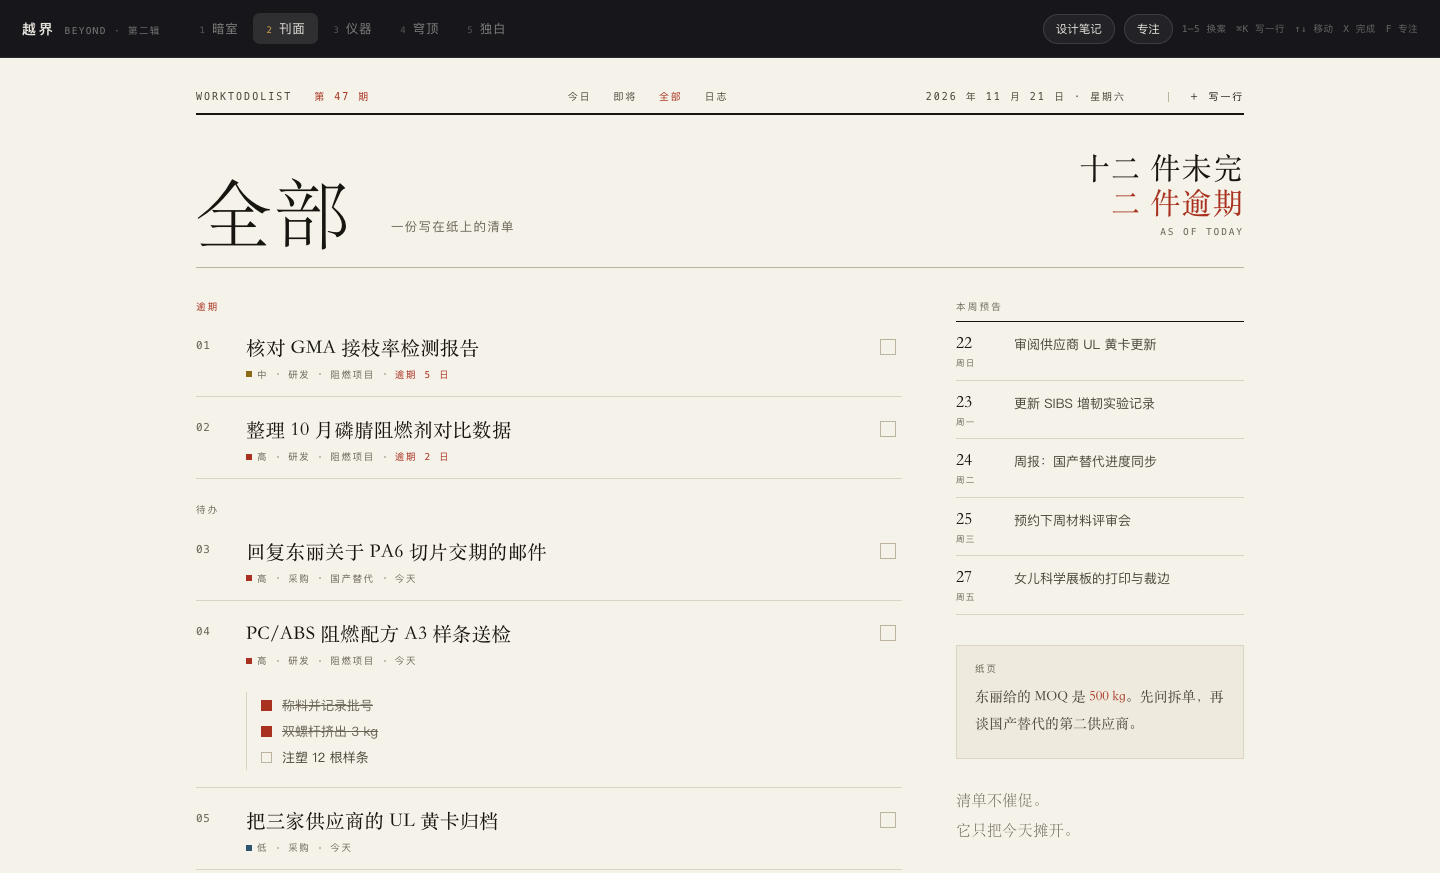 越界 BEYOND · 第二辑 1 暗室 2 刊面 3 仪器 4 穹顶 5 独白 设计笔记 专注 1—5 换案 ⌘K 写一行 ↑↓ 移动 X 完成 F 专注
WORKTODOLIST 第 47 期 今日 即将 全部 日志 2026 年 11 月 21 日 · 星期六 | + 写一行
全部
一份写在纸上的清单
十二 件未完
二 件逾期
AS OF TODAY
逾期
01 核对 GMA 接枝率检测报告
中 · 研发 · 阻燃项目 · 逾期 5 日
02 整理 10 月磷腈阻燃剂对比数据
高 · 研发 · 阻燃项目 · 逾期 2 日
待办
03 回复东丽关于 PA6 切片交期的邮件
高 · 采购 · 国产替代 · 今天
04 PC/ABS 阻燃配方 A3 样条送检
高 · 研发 · 阻燃项目 · 今天
称料并记录批号
双螺杆挤出 3 kg
注塑 12 根样条
05 把三家供应商的 UL 黄卡归档
低 · 采购 · 今天
本周预告
22 审阅供应商 UL 黄卡更新
周日
23 更新 SIBS 增韧实验记录
周一
24 周报：国产替代进度同步
周二
25 预约下周材料评审会
周三
27 女儿科学展板的打印与裁边
周五
纸页
东丽给的 MOQ 是 500 kg。先问拆单，再
谈国产替代的第二供应商。
清单不催促。
它只把今天摊开。